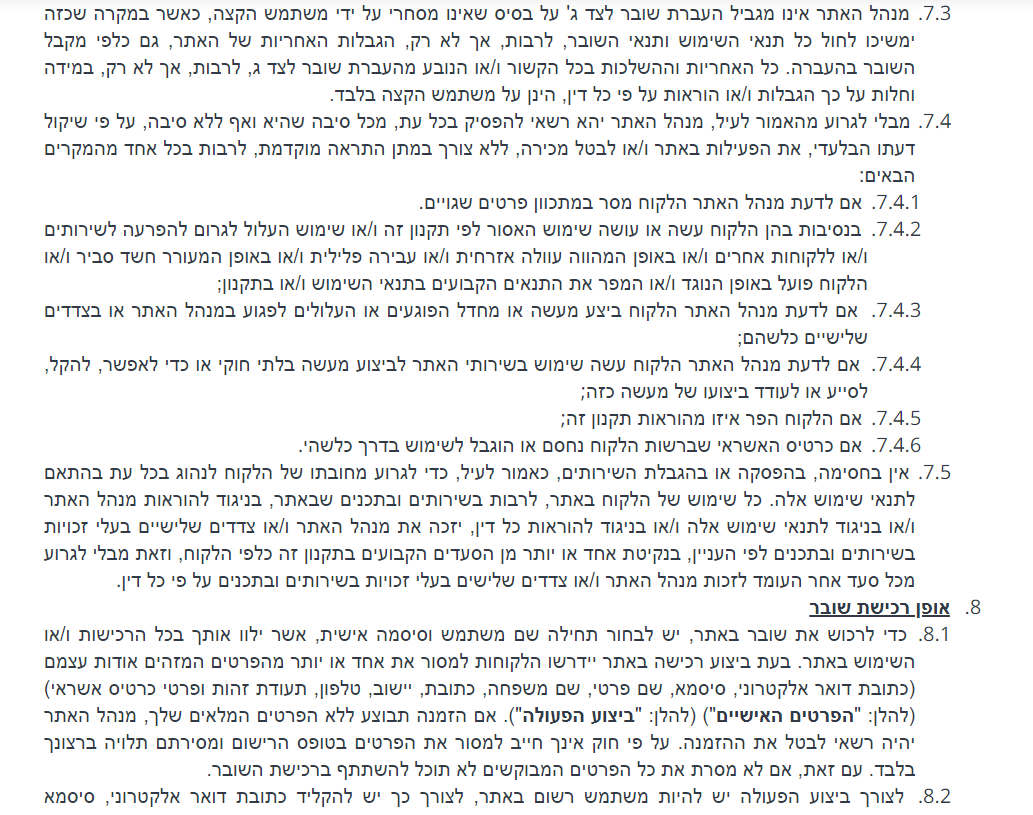 7.3. מנהל האתר אינו מגביל העברת שובר לצד ג' על בסיס שאינו מסחרי על ידי משתמש הקצה, כאשר במקרה שכזה
ימשיכו לחול כל תנאי השימוש ותנאי השובר, לרבות, אך לא רק, הגבלות האחריות של האתר, גם כלפי מקבל
השובר בהעברה. כל האחריות וההשלכות בכל הקשור ו/או הנובע מהעברת שובר לצד ג, לרבות, אך לא רק, במידה
וחלות על כך הגבלות ו/או הוראות על פי כל דין, הינן על משתמש הקצה בלבד.
7.4. מבלי לגרוע מהאמור לעיל, מנהל האתר יהא רשאי להפסיק בכל עת, מכל סיבה שהיא ואף ללא סיבה, על פי שיקול
דעתו הבלעדי, את הפעילות באתר ו/או לבטל מכירה, ללא צורך במתן התראה מוקדמת, לרבות בכל אחד מהמקרים
הבאים:
7.4.1. אם לדעת מנהל האתר הלקוח מסר במתכוון פרטים שגויים.
7.4.2. בנסיבות בהן הלקוח עשה או עושה שימוש האסור לפי תקנון זה ו/או שימוש העלול לגרום להפרעה לשירותים
ו/או ללקוחות אחרים ו/או באופן המהווה עוולה אזרחית ו/או עבירה פלילית ו/או באופן המעורר חשד סביר ו/או
הלקוח פועל באופן הנוגד ו/או המפר את התנאים הקבועים בתנאי השימוש ו/או בתקנון;
7.4.3. אם לדעת מנהל האתר הלקוח ביצע מעשה או מחדל הפוגעים או העלולים לפגוע במנהל האתר או בצדדים
שלישיים כלשהם;
7.4.4. אם לדעת מנהל האתר הלקוח עשה שימוש בשירותי האתר לביצוע מעשה בלתי חוקי או כדי לאפשר, להקל,
לסייע או לעודד ביצועו של מעשה כזה;
7.4.5. אם הלקוח הפר איזו מהוראות תקנון זה;
7.4.6. אם כרטיס האשראי שברשות הלקוח נחסם או הוגבל לשימוש בדרך כלשהי.
7.5. אין בחסימה, בהפסקה או בהגבלת השירותים, כאמור לעיל, כדי לגרוע מחובתו של הלקוח לנהוג בכל עת בהתאם
לתנאי שימוש אלה. כל שימוש של הלקוח באתר, לרבות בשירותים ובתכנים שבאתר, בניגוד להוראות מנהל האתר
ו/או בניגוד לתנאי שימוש אלה ו/או בניגוד להוראות כל דין, יזכה את מנהל האתר ו/או צדדים שלישיים בעלי זכויות
בשירותים ובתכנים לפי העניין, בנקיטת אחד או יותר מן הסעדים הקבועים בתקנון זה כלפי הלקוח, וזאת מבלי לגרוע
מכל סעד אחר העומד לזכות מנהל האתר ו/או צדדים שלישים בעלי זכויות בשירותים ובתכנים על פי כל דין.
8. אופן רכישת שובר
8.1. כדי לרכוש את שובר באתר, יש לבחור תחילה שם משתמש וסיסמה אישית, אשר ילוו אותך בכל הרכישות ו/או
השימוש באתר. בעת ביצוע רכישה באתר יידרשו הלקוחות למסור את אחד או יותר מהפרטים המזהים אודות עצמם
(כתובת דואר אלקטרוני, סיסמא, שם פרטי, שם משפחה, כתובת, יישוב, טלפון, תעודת זהות ופרטי כרטיס אשראי)
(להלן: "הפרטים האישיים") (להלן: "ביצוע הפעולה"). אם הזמנה תבוצע ללא הפרטים המלאים שלך, מנהל האתר
יהיה רשאי לבטל את ההזמנה. על פי חוק אינך חייב למסור את הפרטים בטופס הרישום ומסירתם תלויה ברצונך
בלבד. עם זאת, אם לא מסרת את כל הפרטים המבוקשים לא תוכל להשתתף ברכישת השובר.
8.2. לצורך ביצוע הפעולה יש להיות משתמש רשום באתר, לצורך כך יש להקליד כתובת דואר אלקטרוני, סיסמא